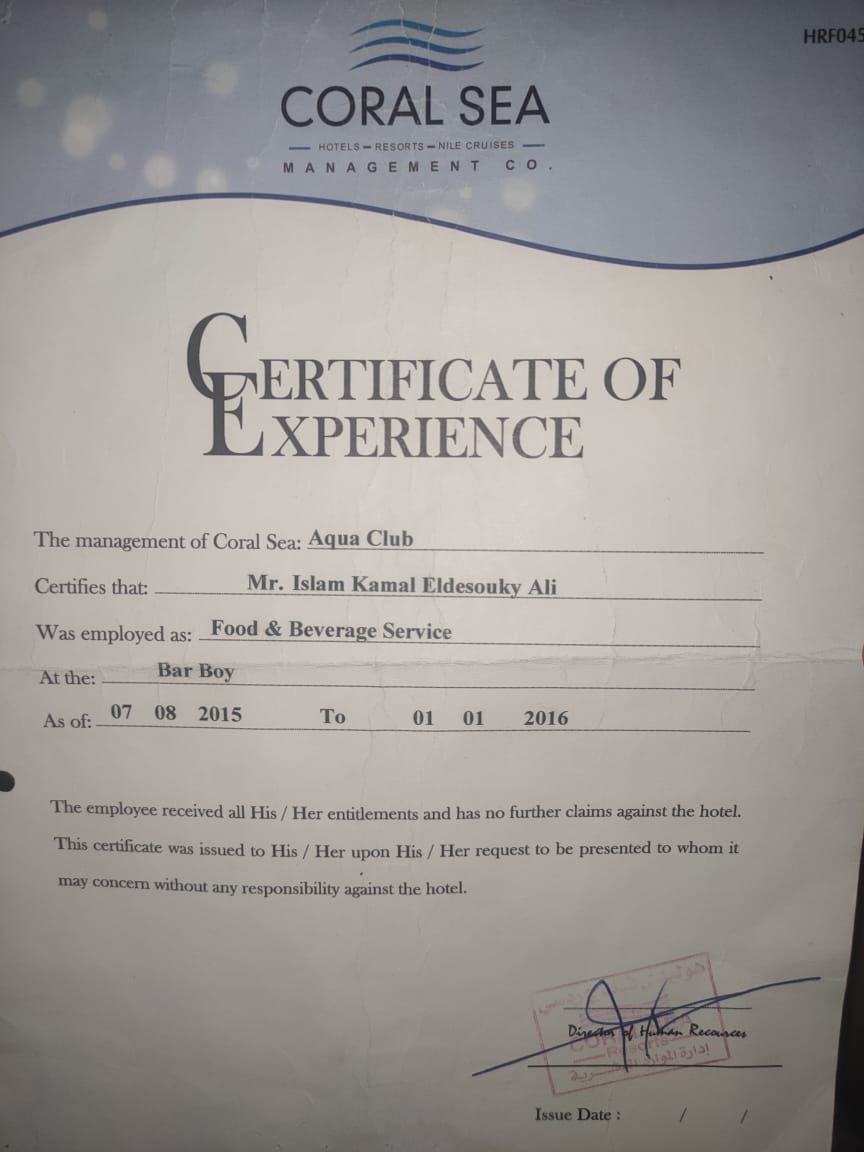 HRF045
CORAL SEA
HOTELS – RESORTS – NILE CRUISES
MANAGEMENT CO.
CERTIFICATE OF
EXPERIENCE
The management of Coral Sea: Aqua Club
Certifies that: Mr. Islam Kamal Eldesouky Ali
Was employed as: Food & Beverage Service
At the: Bar Boy
As of: 07 08 2015 To 01 01 2016
The employee received all His / Her entitlements and has no further claims against the hotel.
This certificate was issued to His / Her upon His / Her request to be presented to whom it
may concern without any responsibility against the hotel.
Director of Human Recources
Resorts
إدارة الموارد البشرية
Issue Date : / /